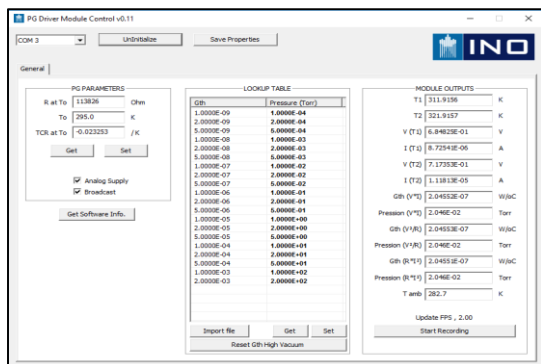 PG Driver Module Control v0.11
COM 3
UnInitialize
Save Properties
INO
General
PG PARAMETERS
R at To 113826 Ohm
To 295.0 K
TCR at To -0.023253 /K
Get Set
Analog Supply
Broadcast
Get Software Info.
LOOKUP TABLE
Gth Pressure (Torr)
1.0000E-09 1.0000E-04
2.0000E-09 2.0000E-04
5.0000E-09 5.0000E-04
1.0000E-08 1.0000E-03
2.0000E-08 2.0000E-03
5.0000E-08 5.0000E-03
1.0000E-07 1.0000E-02
2.0000E-07 2.0000E-02
5.0000E-07 5.0000E-02
1.0000E-06 1.0000E-01
2.0000E-06 2.0000E-01
5.0000E-06 5.0000E-01
1.0000E-05 1.0000E+00
2.0000E-05 2.0000E+00
5.0000E-05 5.0000E+00
1.0000E-04 1.0000E+01
2.0000E-04 2.0000E+01
5.0000E-04 5.0000E+01
1.0000E-03 1.0000E+02
2.0000E-03 2.0000E+02
Import file Get Set
Reset Gth High Vacuum
MODULE OUTPUTS
T1 311.9156 K
T2 321.9157 K
V (T1) 6.84825E-01 V
I (T1) 8.72541E-06 A
V (T2) 7.17353E-01 V
I (T2) 1.11813E-05 A
Gth (V*I) 2.04552E-07 W/oC
Pression (V*I) 2.046E-02 Torr
Gth (V²/R) 2.04553E-07 W/oC
Pression (V²/R) 2.046E-02 Torr
Gth (R*I²) 2.04551E-07 W/oC
Pression (R*I²) 2.046E-02 Torr
T amb 282.7 K
Update FPS , 2.00
Start Recording